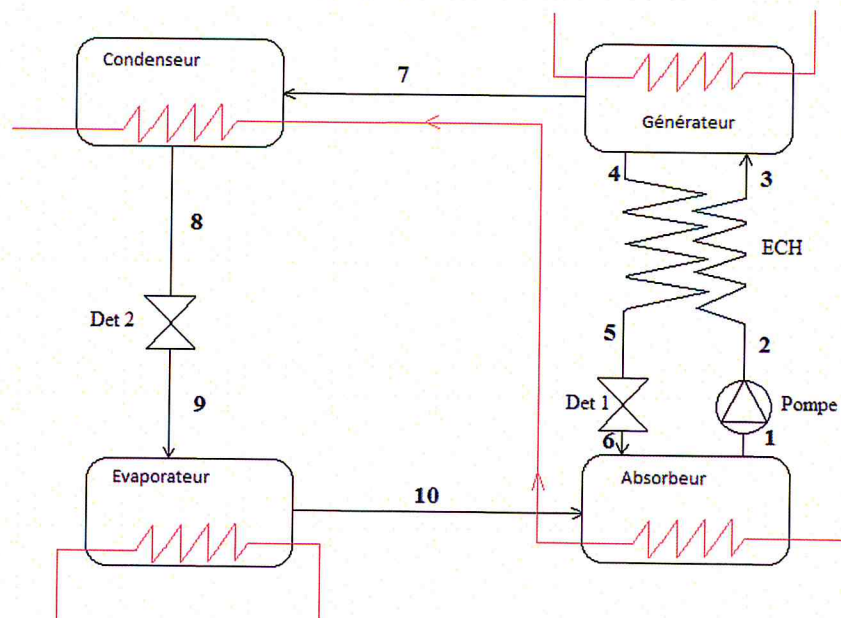 Condenseur
7
Générateur
4
3
8
ECH
Det 2
5
2
9
Det 1
Pompe
6
1
Evaporateur
10
Absorbeur